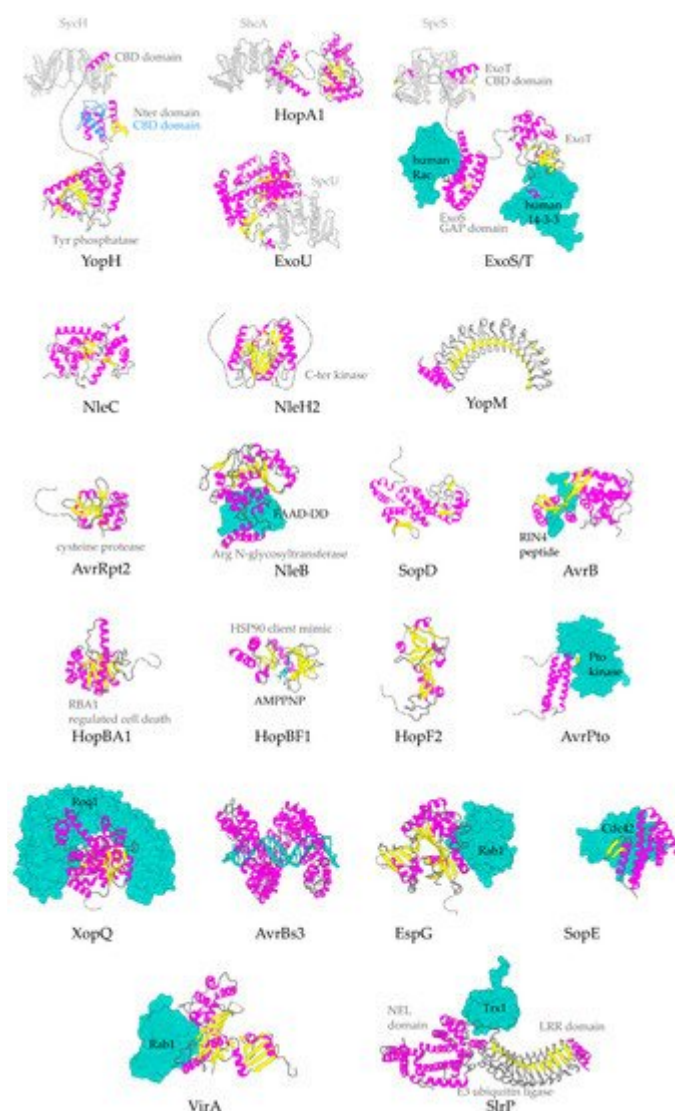 SycH
ShcA
SpcS
CBD domain
ExoT
CBD domain
Nter domain
CBD domain
HopA1
human
Rac
ExoT
SpcU
human
14-3-3
Tyr phosphatase
ExoS
GAP domain
YopH
ExoU
ExoS/T
C-ter kinase
NleC
NleH2
YopM
FAAD-DD
cysteine protease
Arg N-glycosyltransferase
RIN4
peptide
AvrRpt2
NleB
SopD
AvrB
HSP90 client mimic
Pto
kinase
RBA1
regulated cell death
AMPPNP
HopBA1
HopBF1
HopF2
AvrPto
Roq1
Rab1
Cdc42
XopQ
AvrBs3
EspG
SopE
NEL
domain
Trx1
LRR domain
Rab1
E3 ubiquitin ligase
VirA
SlrP